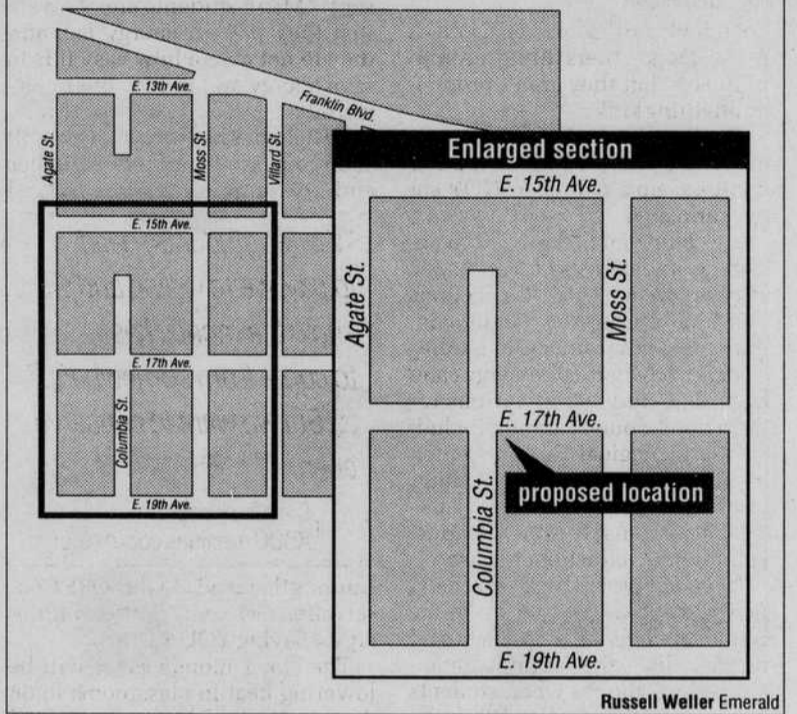 E. 13th Ave.
Franklin Blvd.
Agate St.
Moss St.
Villard St.
E. 15th Ave.
E. 17th Ave.
Columbia St.
E. 19th Ave.
Enlarged section
E. 15th Ave.
Agate St.
Moss St.
E. 17th Ave.
proposed location
Columbia St.
E. 19th Ave.
Russell Weller Emerald